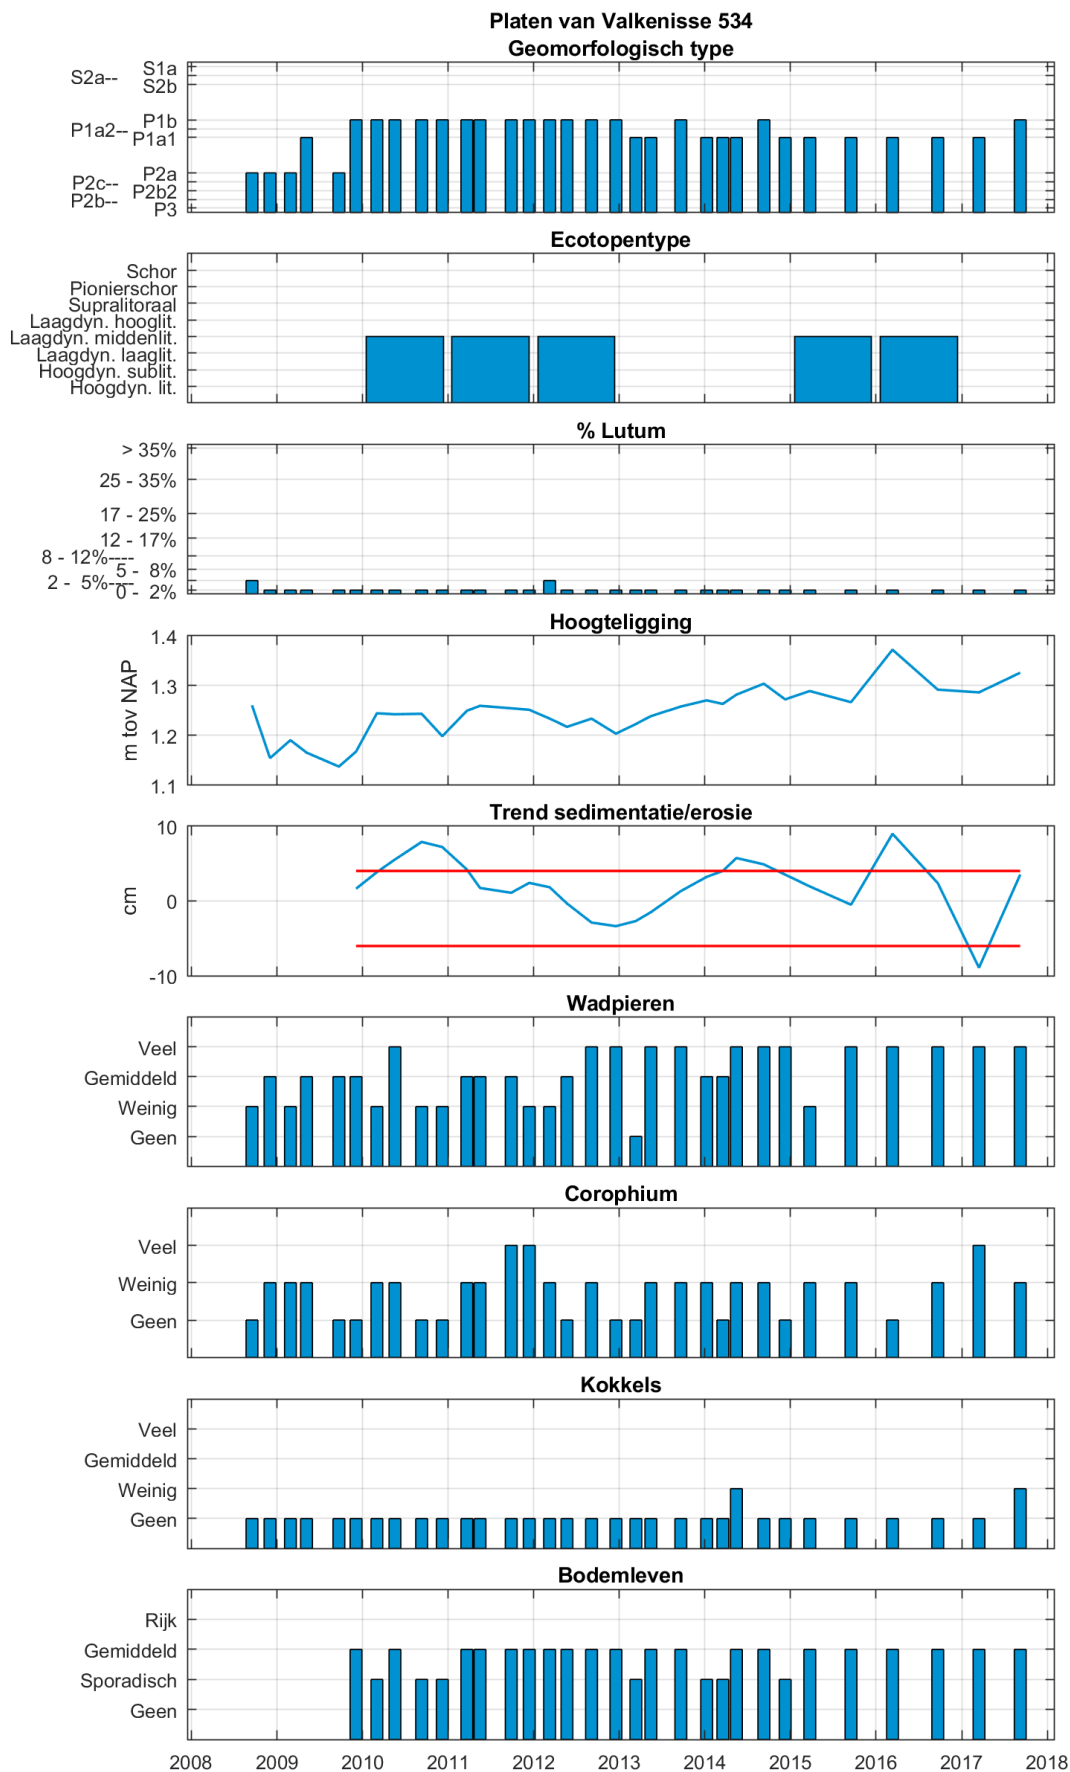 Platen van Valkenisse 534
Geomorfologisch type
S1a
S2a--
S2b
P1b
P1a2--
P1a1
P2a
P2c--
P2b2
P2b--
P3
Ecotopentype
Schor
Pionierschor
Supralitoraal
Laagdyn. hooglit.
Laagdyn. middenlit.
Laagdyn. laaglit.
Hoogdyn. sublit.
Hoogdyn. lit.
% Lutum
> 35%
25 - 35%
17 - 25%
12 - 17%
8 - 12%----
5 - 8%
2 - 5%----
0 - 2%
Hoogteligging
m tov NAP
1.4
1.3
1.2
1.1
Trend sedimentatie/erosie
cm
10
0
-10
Wadpieren
Veel
Gemiddeld
Weinig
Geen
Corophium
Veel
Weinig
Geen
Kokkels
Veel
Gemiddeld
Weinig
Geen
Bodemleven
Rijk
Gemiddeld
Sporadisch
Geen
2008 2009 2010 2011 2012 2013 2014 2015 2016 2017 2018